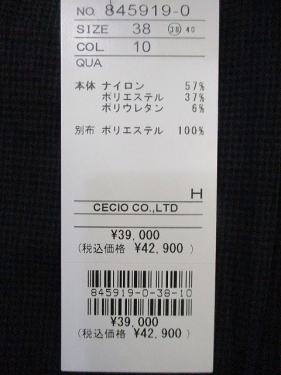 NO. 845919-0
SIZE 38 38 40
COL. 10
QUA
本体 ナイロン 57%
ポリエステル 37%
ポリウレタン 6%
別布 ポリエステル 100%
H
CECIO CO.,LTD
¥39,000
(税込価格 ¥42,900)
845919-0-38-10
¥39,000
(税込価格 ¥42,900)